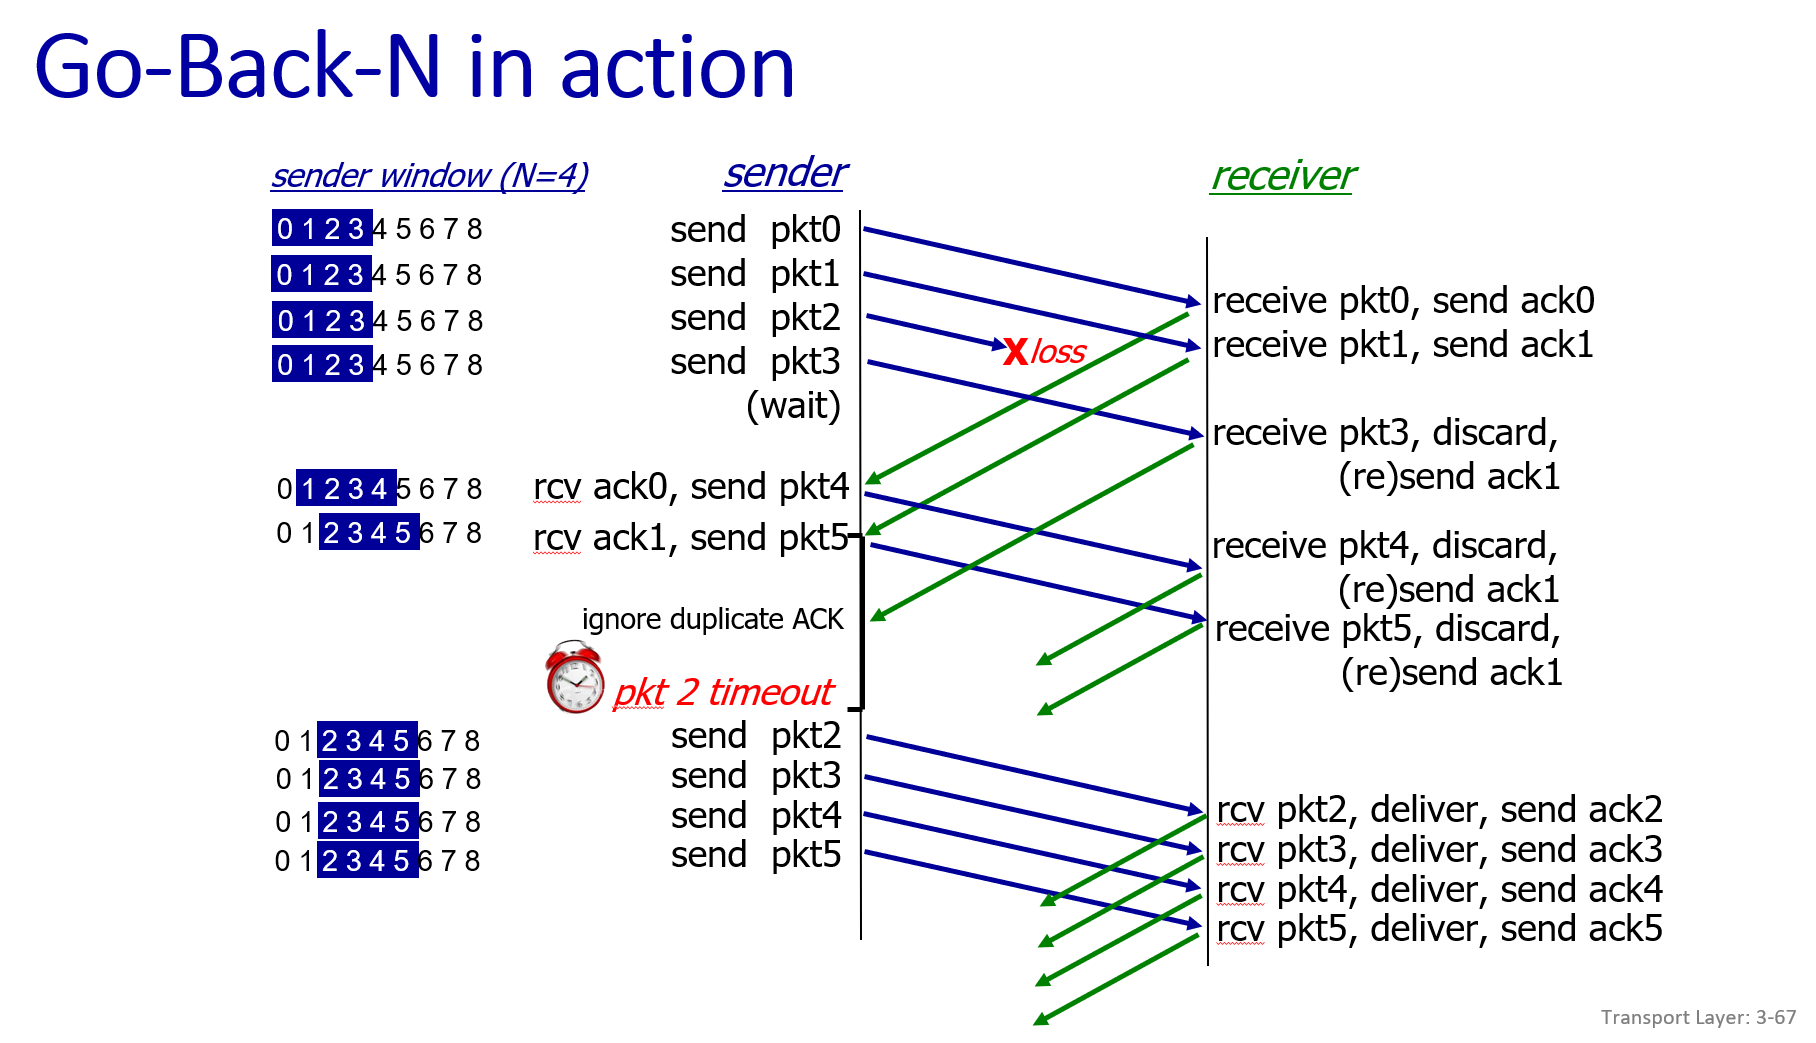 Go-Back-N in action
sender window (N=4)
sender
receiver
0 1 2 3 4 5 6 7 8
send pkt0
0 1 2 3 4 5 6 7 8
send pkt1
0 1 2 3 4 5 6 7 8
send pkt2
0 1 2 3 4 5 6 7 8
send pkt3
(wait)
X loss
receive pkt0, send ack0
receive pkt1, send ack1
receive pkt3, discard,
(re)send ack1
0 1 2 3 4 5 6 7 8
rcv ack0, send pkt4
0 1 2 3 4 5 6 7 8
rcv ack1, send pkt5
receive pkt4, discard,
(re)send ack1
receive pkt5, discard,
(re)send ack1
ignore duplicate ACK
pkt 2 timeout
0 1 2 3 4 5 6 7 8
send pkt2
0 1 2 3 4 5 6 7 8
send pkt3
0 1 2 3 4 5 6 7 8
send pkt4
0 1 2 3 4 5 6 7 8
send pkt5
rcv pkt2, deliver, send ack2
rcv pkt3, deliver, send ack3
rcv pkt4, deliver, send ack4
rcv pkt5, deliver, send ack5
Transport Layer: 3-67